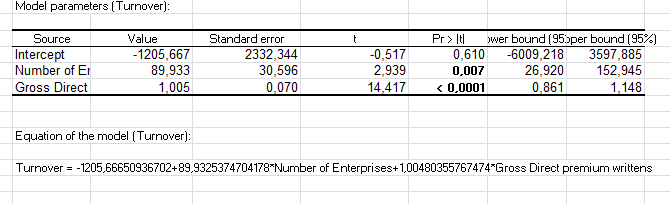 Model parameters (Turnover):
Source Value Standard error t Pr > |t| ower bound (95 pper bound (95%)
Intercept -1205,667 2332,344 -0,517 0,610 -6009,218 3597,885
Number of Er 89,933 30,596 2,939 0,007 26,920 152,945
Gross Direct 1,005 0,070 14,417 < 0,0001 0,861 1,148
Equation of the model (Turnover):
Turnover = -1205,66650936702+89,9325374704178*Number of Enterprises+1,00480355767474*Gross Direct premium writtens